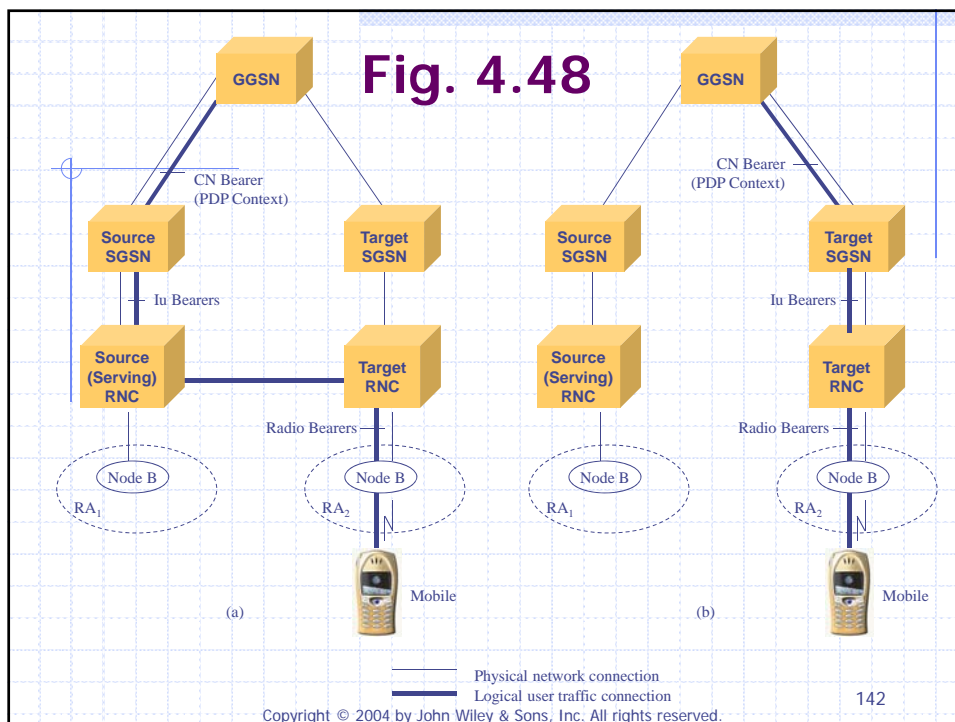 Fig. 4.48
GGSN
CN Bearer
(PDP Context)
Source
SGSN
Target
SGSN
Iu Bearers
Source
(Serving)
RNC
Target
RNC
Radio Bearers
Node B
Node B
RA1
RA2
Mobile
(a)
GGSN
CN Bearer
(PDP Context)
Source
SGSN
Target
SGSN
Iu Bearers
Source
(Serving)
RNC
Target
RNC
Radio Bearers
Node B
Node B
RA1
RA2
Mobile
(b)
Physical network connection
Logical user traffic connection
142
Copyright © 2004 by John Wiley & Sons, Inc. All rights reserved.